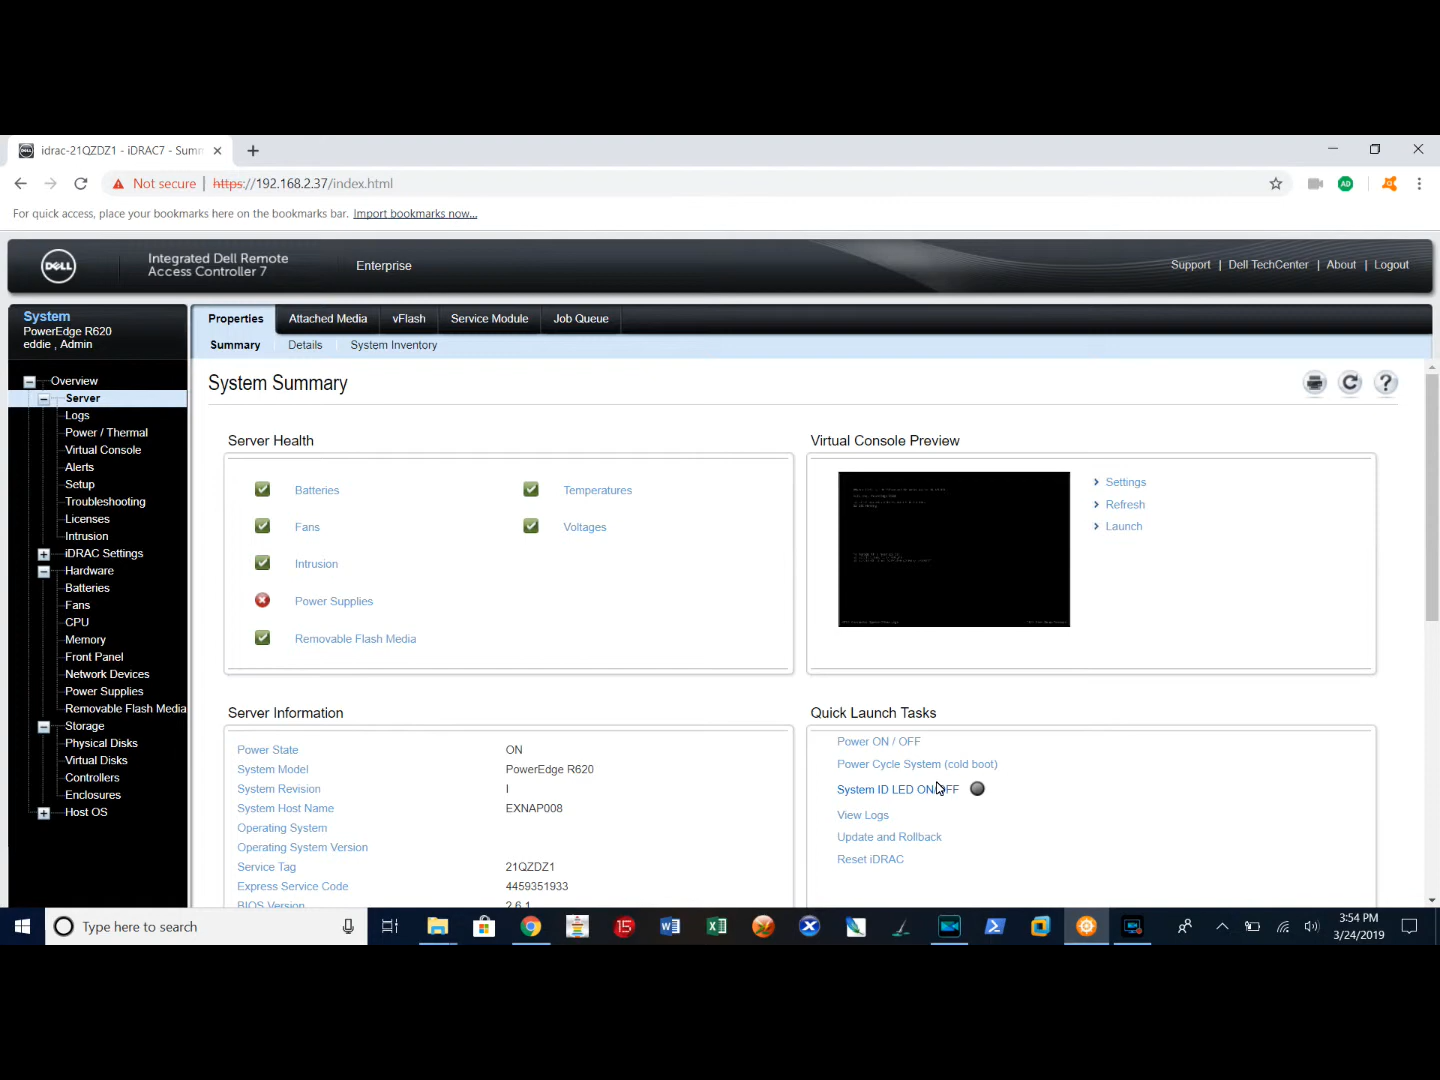 idrac-21QZDZ1 - iDRAC7 - Summ
Not secure | https://192.168.2.37/index.html
For quick access, place your bookmarks here on the bookmarks bar. Import bookmarks now...
DELL
Integrated Dell Remote
Access Controller 7
Enterprise
Support | Dell TechCenter | About | Logout
System
PowerEdge R620
eddie , Admin
Properties
Attached Media
vFlash
Service Module
Job Queue
Summary
Details
System Inventory
Overview
Server
Logs
Power / Thermal
Virtual Console
Alerts
Setup
Troubleshooting
Licenses
Intrusion
iDRAC Settings
Hardware
Batteries
Fans
CPU
Memory
Front Panel
Network Devices
Power Supplies
Removable Flash Media
Storage
Physical Disks
Virtual Disks
Controllers
Enclosures
Host OS
System Summary
Server Health
Batteries
Temperatures
Fans
Voltages
Intrusion
Power Supplies
Removable Flash Media
Virtual Console Preview
Settings
Refresh
Launch
Server Information
Power State ON
System Model PowerEdge R620
System Revision I
System Host Name EXNAP008
Operating System
Operating System Version
Service Tag 21QZDZ1
Express Service Code 4459351933
BIOS Version 2.6.1
Quick Launch Tasks
Power ON / OFF
Power Cycle System (cold boot)
System ID LED ON/OFF
View Logs
Update and Rollback
Reset iDRAC
Type here to search
15
3:54 PM
3/24/2019